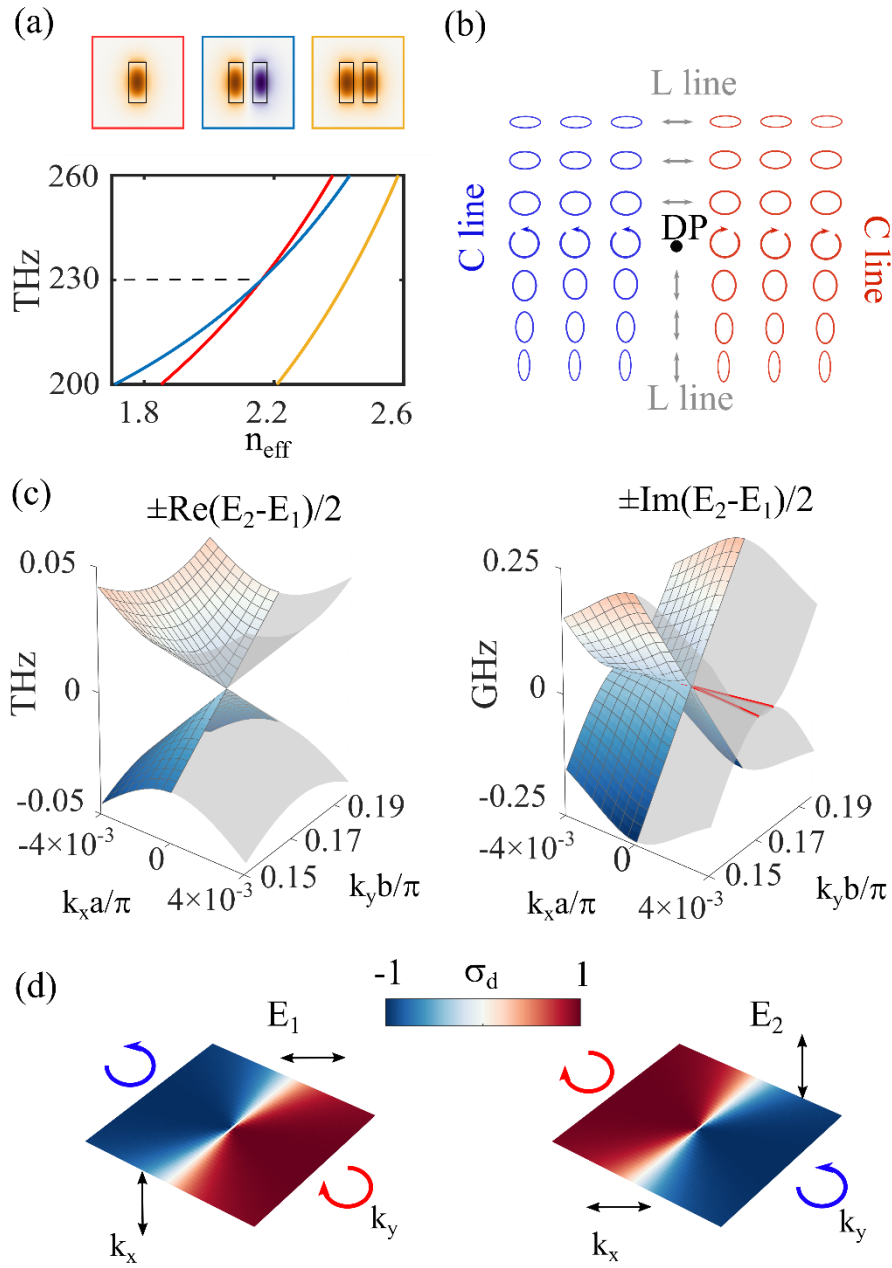 (a)
260
230
200
THz
1.8
2.2
2.6
n_eff
(b)
L line
C line
DP
C line
L line
(c)
±Re(E₂-E₁)/2
0.05
0
-0.05
THz
-4×10⁻³
0
4×10⁻³
k_xa/π
0.15
0.17
0.19
k_yb/π
±Im(E₂-E₁)/2
0.25
0
-0.25
GHz
-4×10⁻³
0
4×10⁻³
k_xa/π
0.15
0.17
0.19
k_yb/π
(d)
-1
σ_d
1
E₁
k_x
k_y
E₂
k_x
k_y